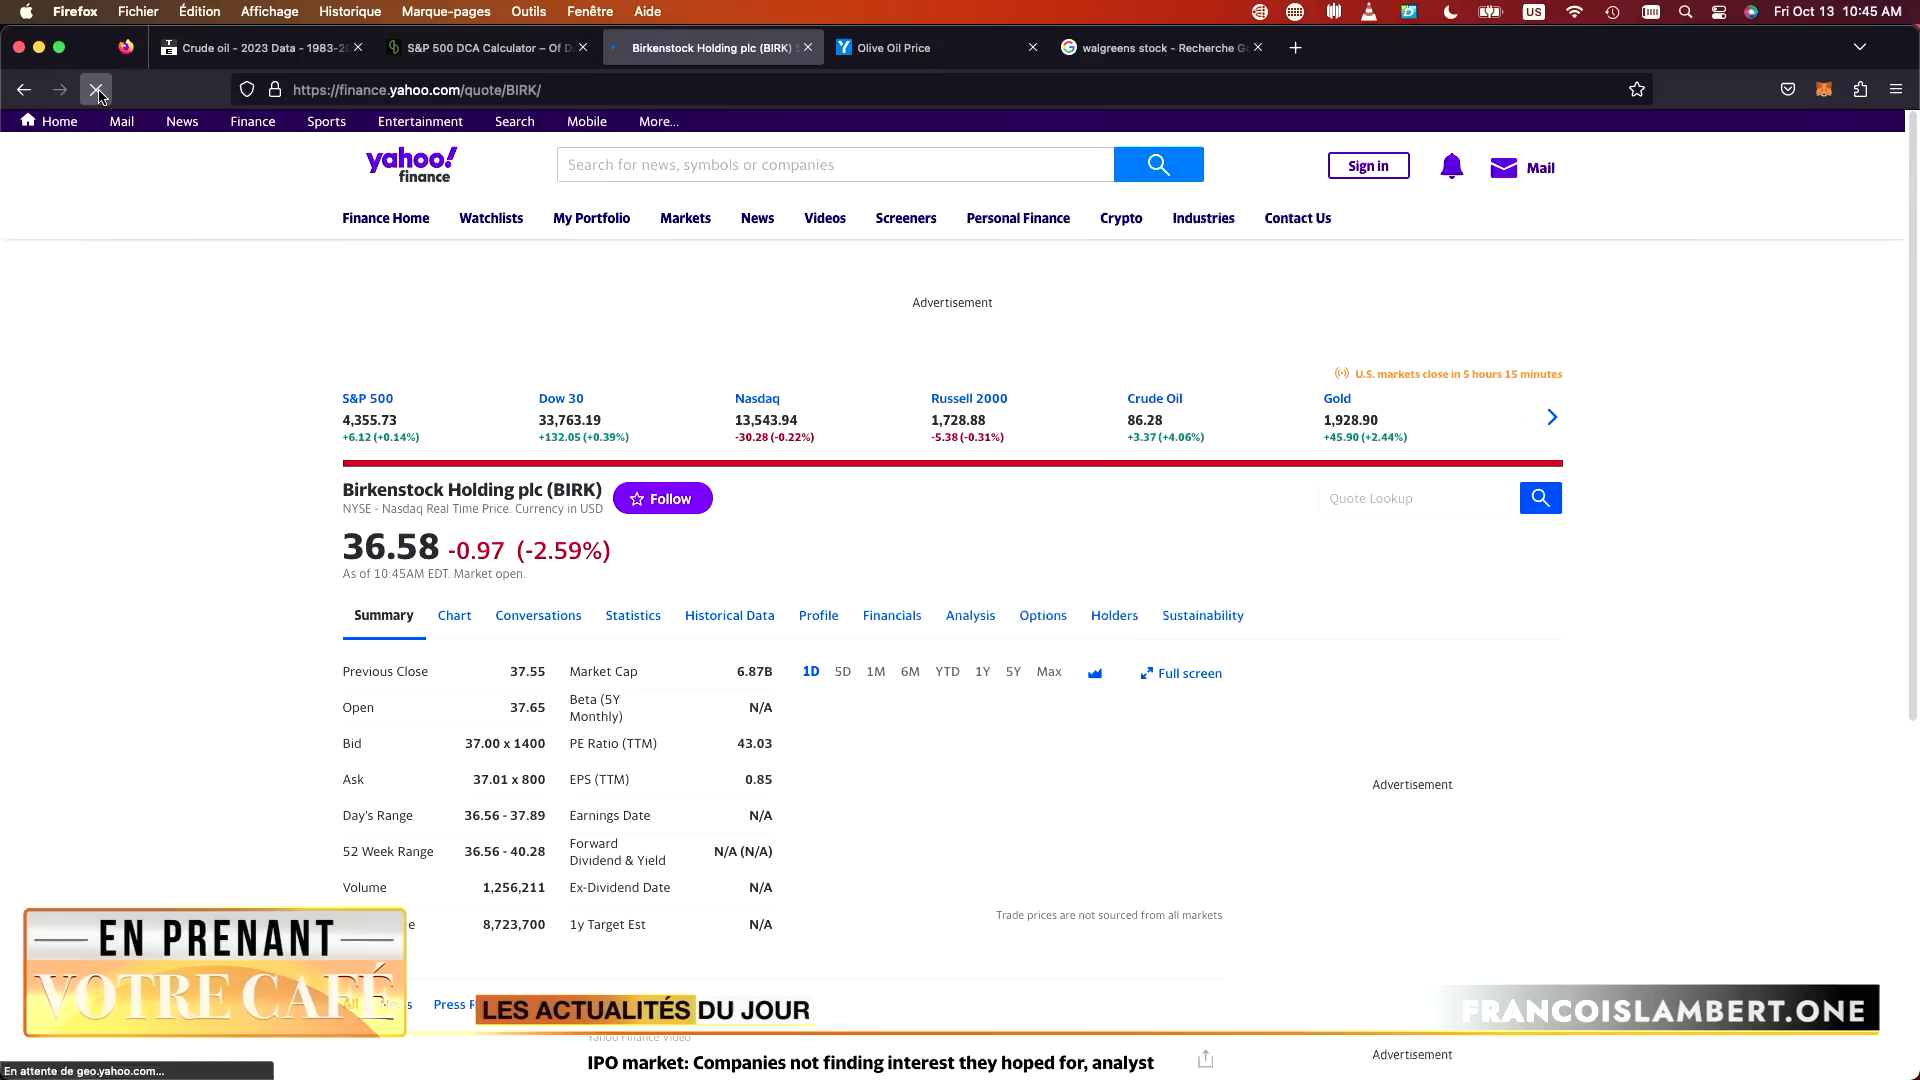 Firefox Fichier Édition Affichage Historique Marque-pages Outils Fenêtre Aide US Fri Oct 13 10:45 AM
Crude oil - 2023 Data - 1983-2 S&P 500 DCA Calculator – Of D Birkenstock Holding plc (BIRK) Olive Oil Price walgreens stock - Recherche G
https://finance.yahoo.com/quote/BIRK/
Home Mail News Finance Sports Entertainment Search Mobile More...
yahoo! finance
Search for news, symbols or companies
Sign in
Mail
Finance Home Watchlists My Portfolio Markets News Videos Screeners Personal Finance Crypto Industries Contact Us
Advertisement
U.S. markets close in 5 hours 15 minutes
S&P 500 Dow 30 Nasdaq Russell 2000 Crude Oil Gold
4,355.73 33,763.19 13,543.94 1,728.88 86.28 1,928.90
+6.12 (+0.14%) +132.05 (+0.39%) -30.28 (-0.22%) -5.38 (-0.31%) +3.37 (+4.06%) +45.90 (+2.44%)
Birkenstock Holding plc (BIRK) Follow
NYSE - Nasdaq Real Time Price. Currency in USD
Quote Lookup
36.58 -0.97 (-2.59%)
As of 10:45AM EDT. Market open.
Summary Chart Conversations Statistics Historical Data Profile Financials Analysis Options Holders Sustainability
Previous Close 37.55 Market Cap 6.87B
1D 5D 1M 6M YTD 1Y 5Y Max Full screen
Open 37.65 Beta (5Y Monthly) N/A
Bid 37.00 x 1400 PE Ratio (TTM) 43.03
Ask 37.01 x 800 EPS (TTM) 0.85
Advertisement
Day's Range 36.56 - 37.89 Earnings Date N/A
52 Week Range 36.56 - 40.28 Forward Dividend & Yield N/A (N/A)
Volume 1,256,211 Ex-Dividend Date N/A
Trade prices are not sourced from all markets
8,723,700 1y Target Est N/A
EN PRENANT
VOTRE CAFÉ
All News Press R
LES ACTUALITÉS DU JOUR
FRANCOISLAMBERT.ONE
Yahoo Finance Video
IPO market: Companies not finding interest they hoped for, analyst
Advertisement
En attente de geo.yahoo.com...